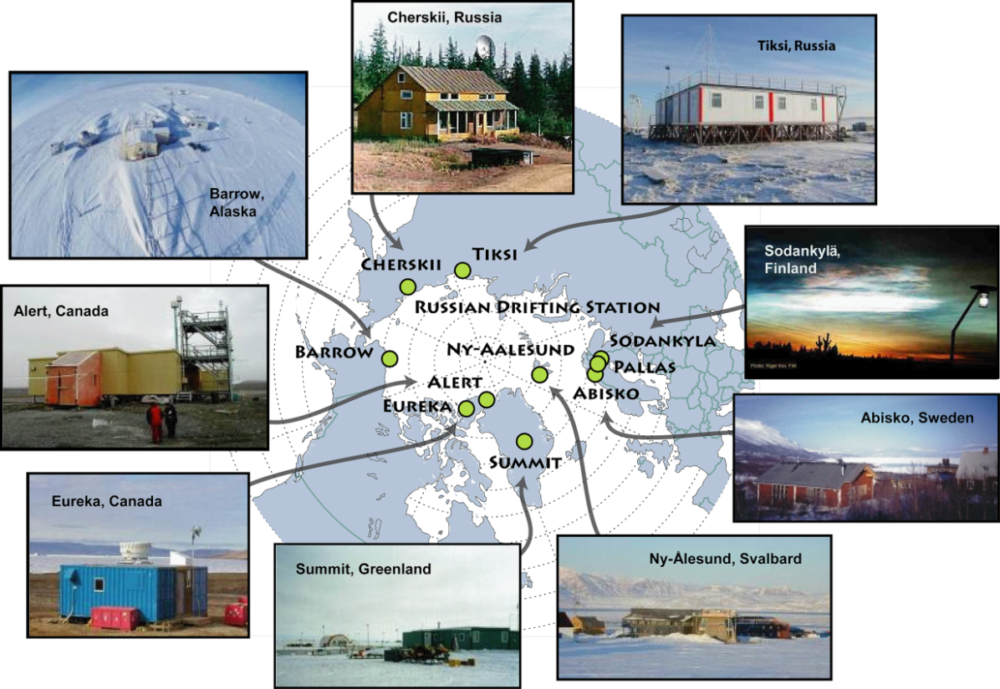 Cherskii, Russia
Tiksi, Russia
Barrow,
Alaska
Sodankylä,
Finland
TIKSI
CHERSKII
RUSSIAN DRIFTING STATION
Alert, Canada
BARROW
NY-AALESUND
SODANKYLA
PALLAS
ALERT
ABISKO
EUREKA
Abisko, Sweden
SUMMIT
Eureka, Canada
Summit, Greenland
Ny-Ålesund, Svalbard